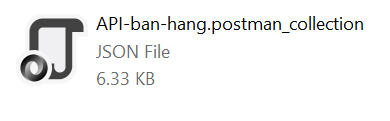 API-ban-hang.postman_collection
JSON File
6.33 KB